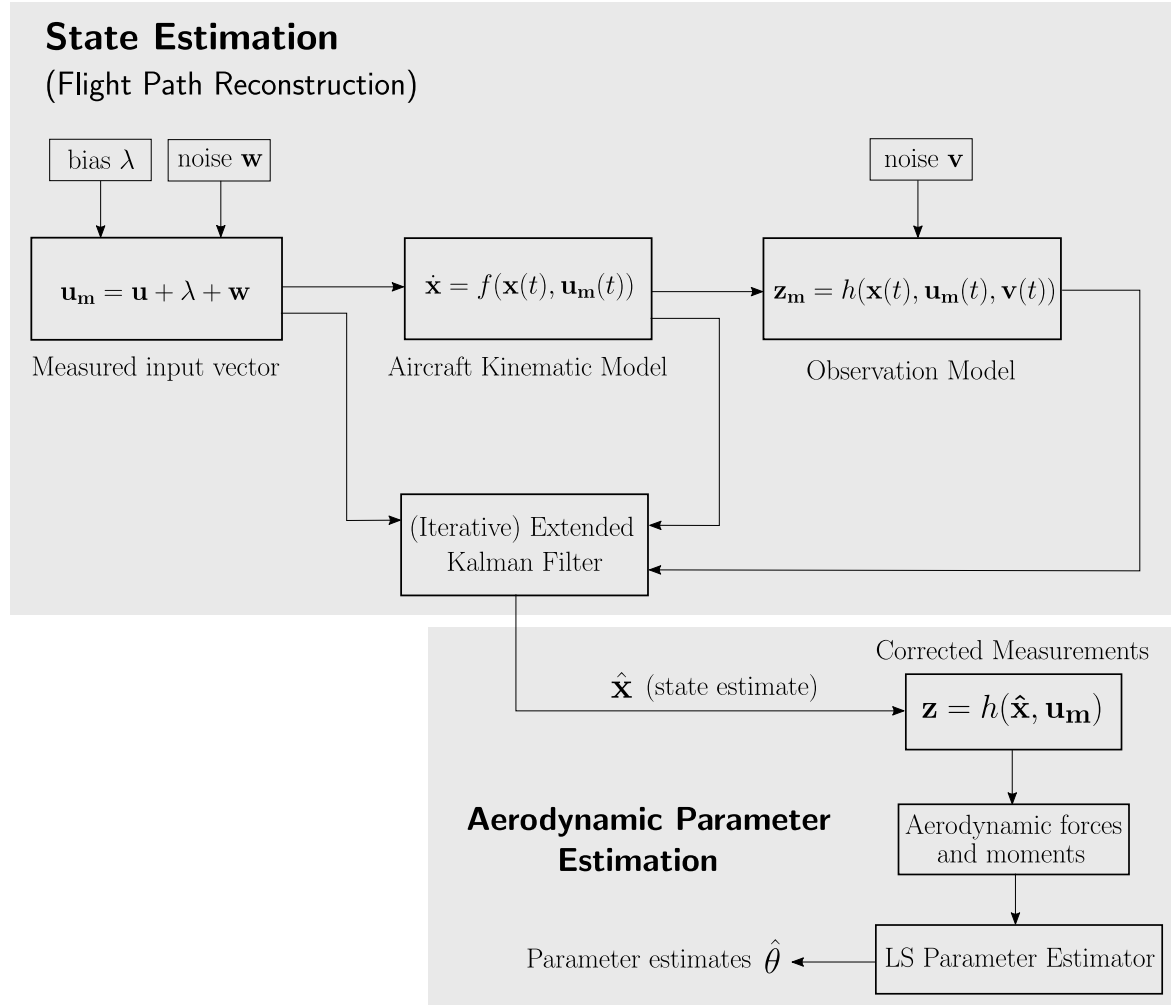 State Estimation
(Flight Path Reconstruction)
bias λ
noise w
noise v
u_m = u + λ + w
ẋ = f(x(t), u_m(t))
z_m = h(x(t), u_m(t), v(t))
Measured input vector
Aircraft Kinematic Model
Observation Model
(Iterative) Extended
Kalman Filter
Corrected Measurements
x̂ (state estimate)
z = h(x̂, u_m)
Aerodynamic Parameter
Estimation
Aerodynamic forces
and moments
LS Parameter Estimator
Parameter estimates θ̂